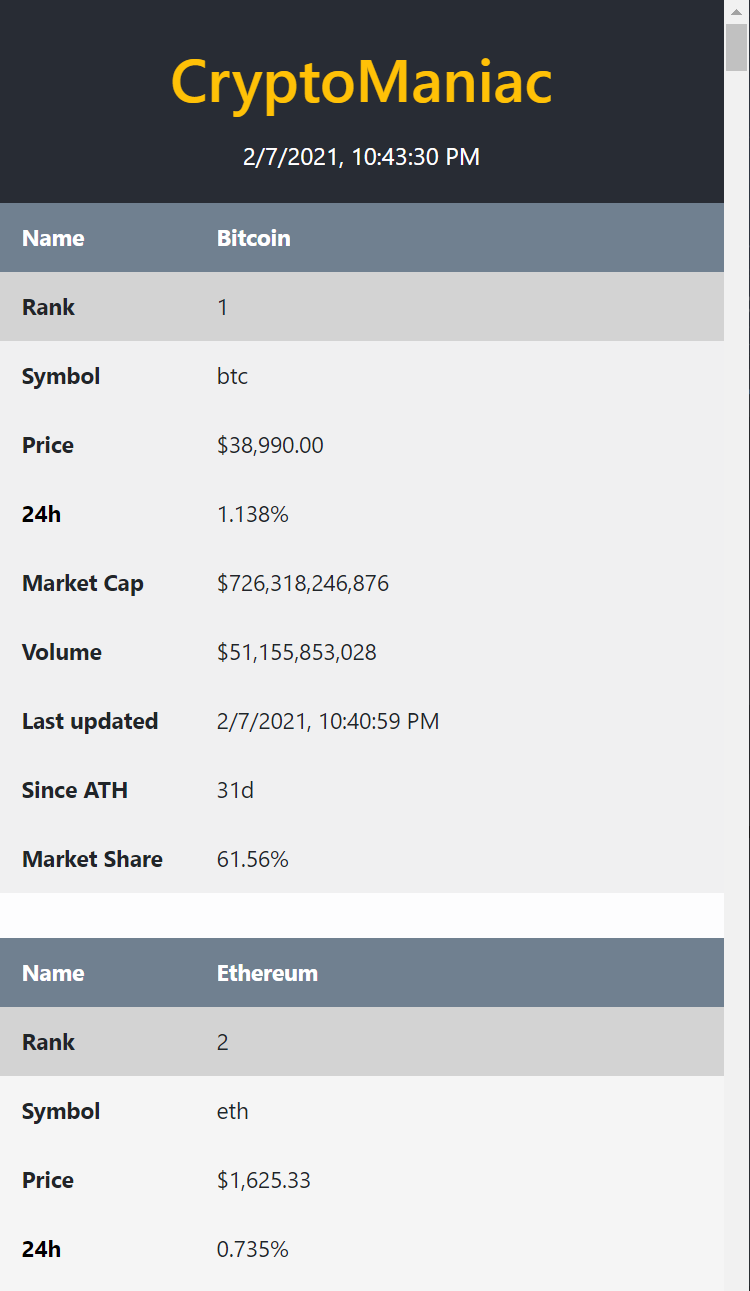 CryptoManiac
2/7/2021, 10:43:30 PM
Name Bitcoin
Rank 1
Symbol btc
Price $38,990.00
24h 1.138%
Market Cap $726,318,246,876
Volume $51,155,853,028
Last updated 2/7/2021, 10:40:59 PM
Since ATH 31d
Market Share 61.56%
Name Ethereum
Rank 2
Symbol eth
Price $1,625.33
24h 0.735%